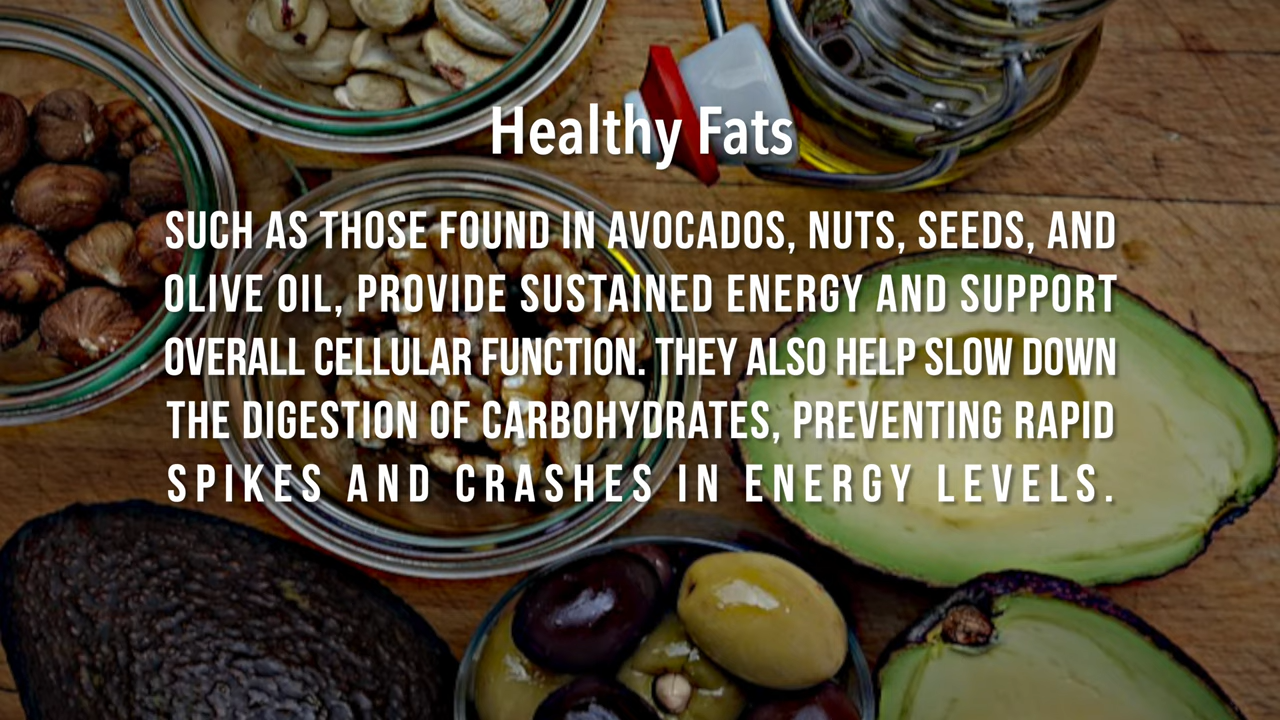 Healthy Fats
SUCH AS THOSE FOUND IN AVOCADOS, NUTS, SEEDS, AND
OLIVE OIL, PROVIDE SUSTAINED ENERGY AND SUPPORT
OVERALL CELLULAR FUNCTION. THEY ALSO HELP SLOW DOWN
THE DIGESTION OF CARBOHYDRATES, PREVENTING RAPID
SPIKES AND CRASHES IN ENERGY LEVELS.